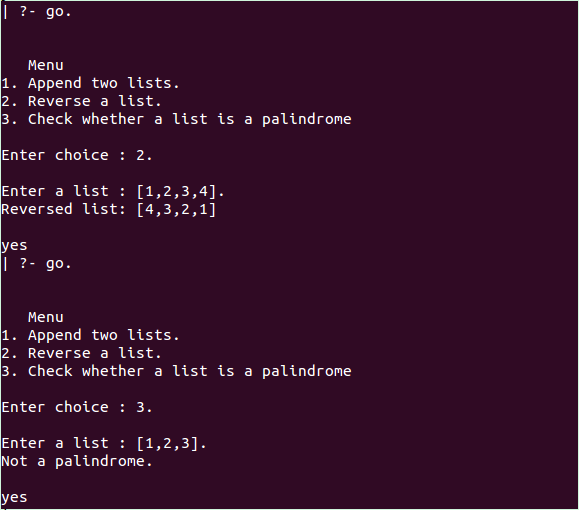 | ?- go.
Menu
1. Append two lists.
2. Reverse a list.
3. Check whether a list is a palindrome
Enter choice : 2.
Enter a list : [1,2,3,4].
Reversed list: [4,3,2,1]
yes
| ?- go.
Menu
1. Append two lists.
2. Reverse a list.
3. Check whether a list is a palindrome
Enter choice : 3.
Enter a list : [1,2,3].
Not a palindrome.
yes